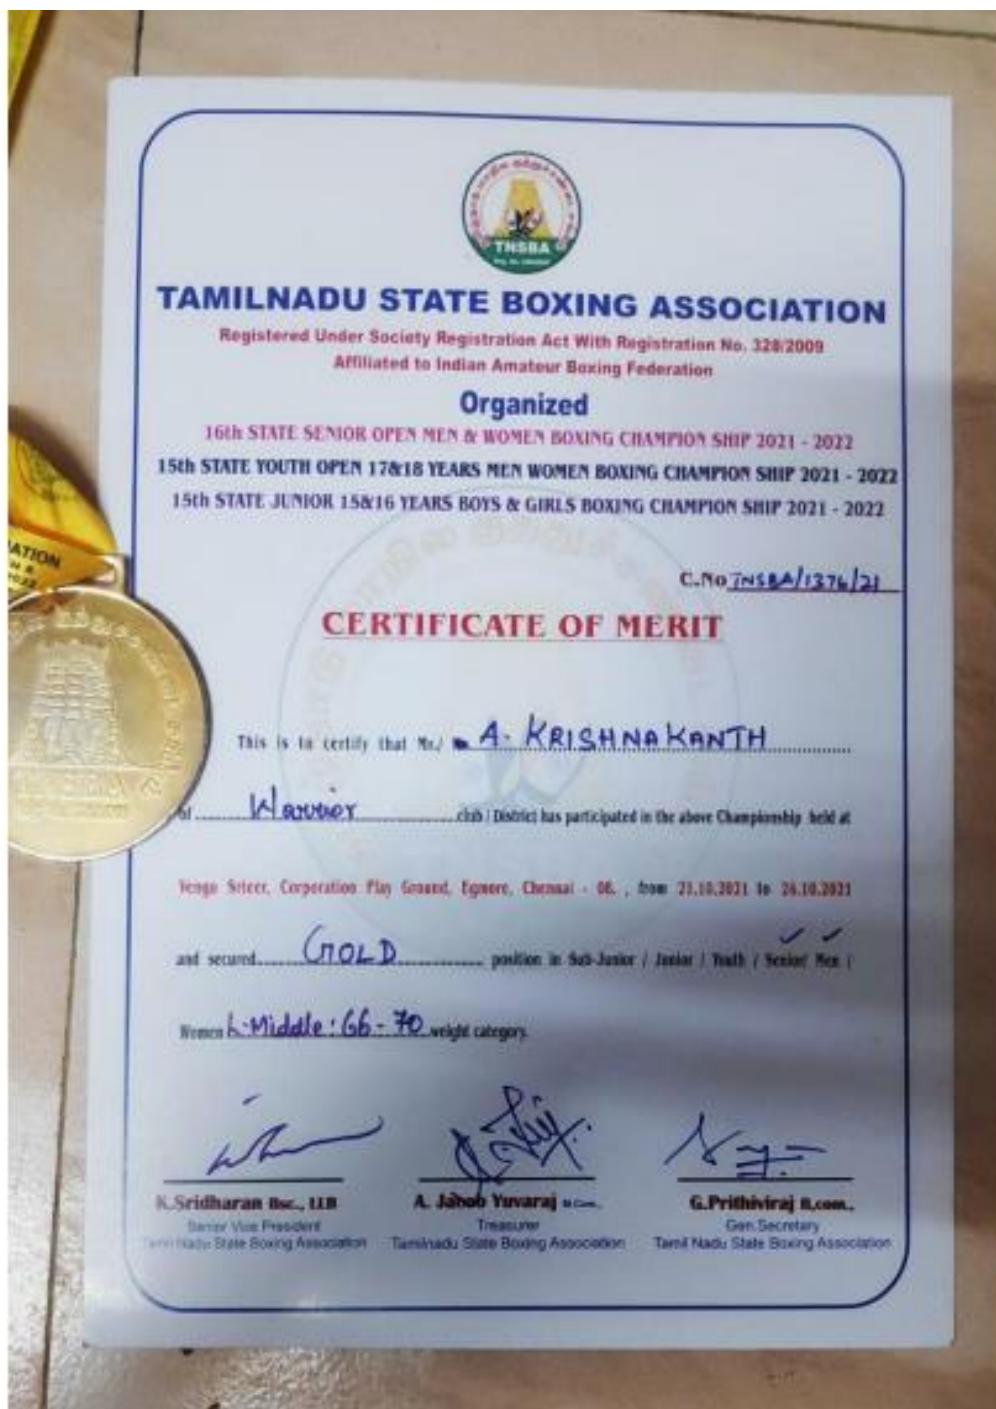 TNSBA
TAMILNADU STATE BOXING ASSOCIATION
Registered Under Society Registration Act With Registration No. 328/2009
Affiliated to Indian Amateur Boxing Federation
Organized
16th STATE SENIOR OPEN MEN & WOMEN BOXING CHAMPION SHIP 2021 - 2022
15th STATE YOUTH OPEN 17&18 YEARS MEN WOMEN BOXING CHAMPION SHIP 2021 - 2022
15th STATE JUNIOR 15&16 YEARS BOYS & GIRLS BOXING CHAMPION SHIP 2021 - 2022
C.No TNSBA/1376/21
CERTIFICATE OF MERIT
This is to certify that Mr./ A. KRISHNAKANTH
of Warrior club / District has participated in the above Championship held at
Corporation Play Ground, Egmore, Chennai - 08. , from 2021 to 2021
and secured GOLD position in Sub-Junior / Junior / Youth / Senior/ Men /
Women L-Middle: 66-70 weight category.
K.Sridharan Bsc., LLB
A. Jabob Yuvaraj B.Com.,
G.Prithiviraj B.com.,
Senior Vice President
Treasurer
Gen.Secretary
Tamil Nadu State Boxing Association
Tamilnadu State Boxing Association
Tamil Nadu State Boxing Association